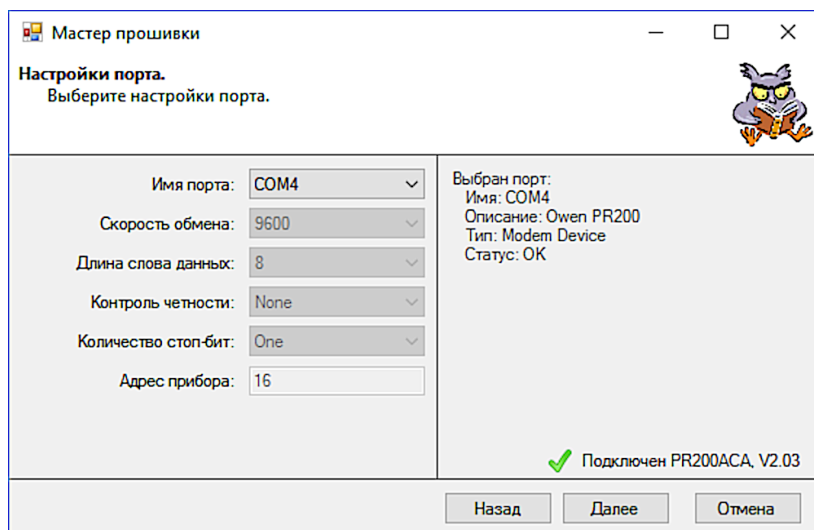 Мастер прошивки
Настройки порта.
Выберите настройки порта.
Имя порта: COM4
Скорость обмена: 9600
Длина слова данных: 8
Контроль четности: None
Количество стоп-бит: One
Адрес прибора: 16
Выбран порт:
Имя: COM4
Описание: Owen PR200
Тип: Modem Device
Статус: OK
Подключен PR200ACA, V2.03
Назад Далее Отмена